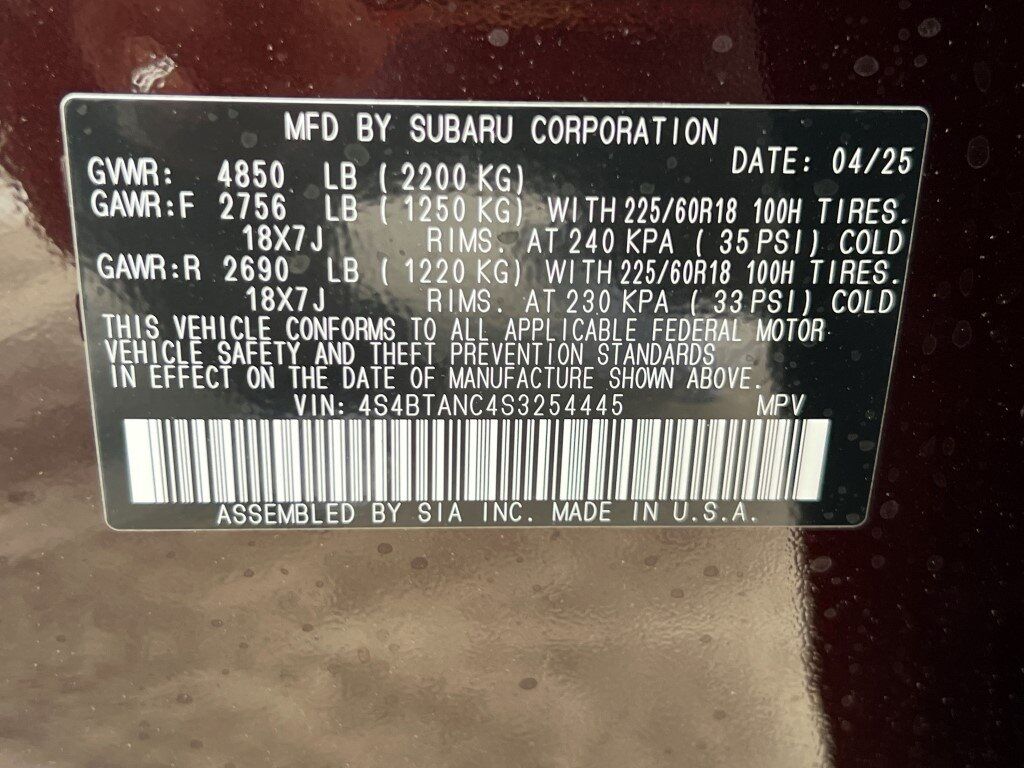 MFD BY SUBARU CORPORATION
DATE: 04/25
GVWR: 4850 LB ( 2200 KG)
GAWR:F 2756 LB ( 1250 KG) WITH 225/60R18 100H TIRES.
18X7J RIMS. AT 240 KPA ( 35 PSI) COLD
GAWR:R 2690 LB ( 1220 KG) WITH 225/60R18 100H TIRES.
18X7J RIMS. AT 230 KPA ( 33 PSI) COLD
THIS VEHICLE CONFORMS TO ALL APPLICABLE FEDERAL MOTOR
VEHICLE SAFETY AND THEFT PREVENTION STANDARDS
IN EFFECT ON THE DATE OF MANUFACTURE SHOWN ABOVE.
VIN: 4S4BTANC4S3254445 MPV
ASSEMBLED BY SIA INC. MADE IN U.S.A.